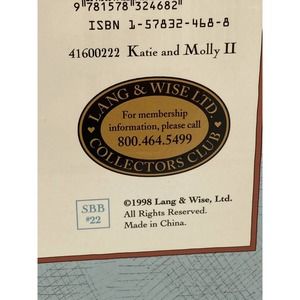 9 781578 324682
ISBN 1-57832-468-8
41600222 Katie and Molly II
LANG & WISE LTD.
For membership
information, please call
800.464.5499
COLLECTORS CLUB
SBB
#22
©1998 Lang & Wise, Ltd.
All Rights Reserved.
Made in China.